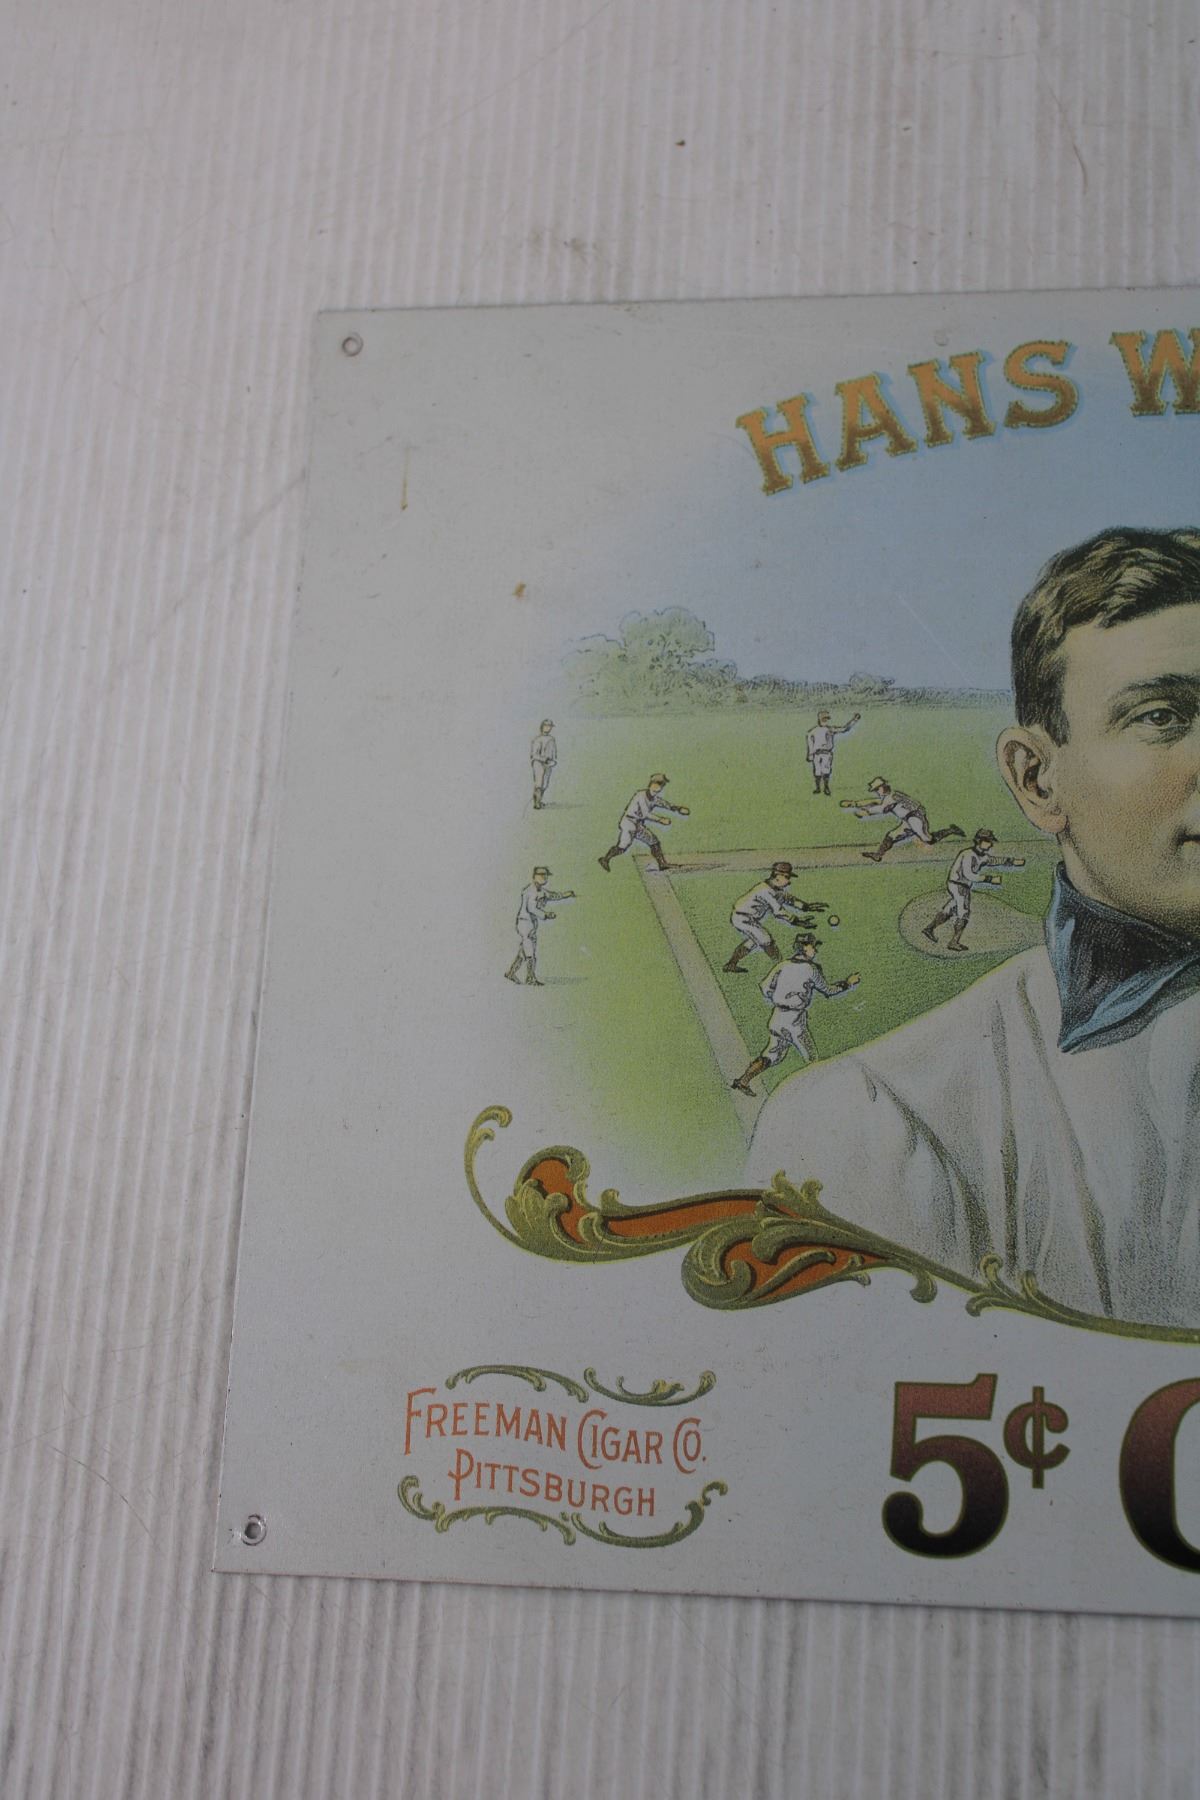 HANS W
FREEMAN CIGAR CO.
PITTSBURGH
5¢ C